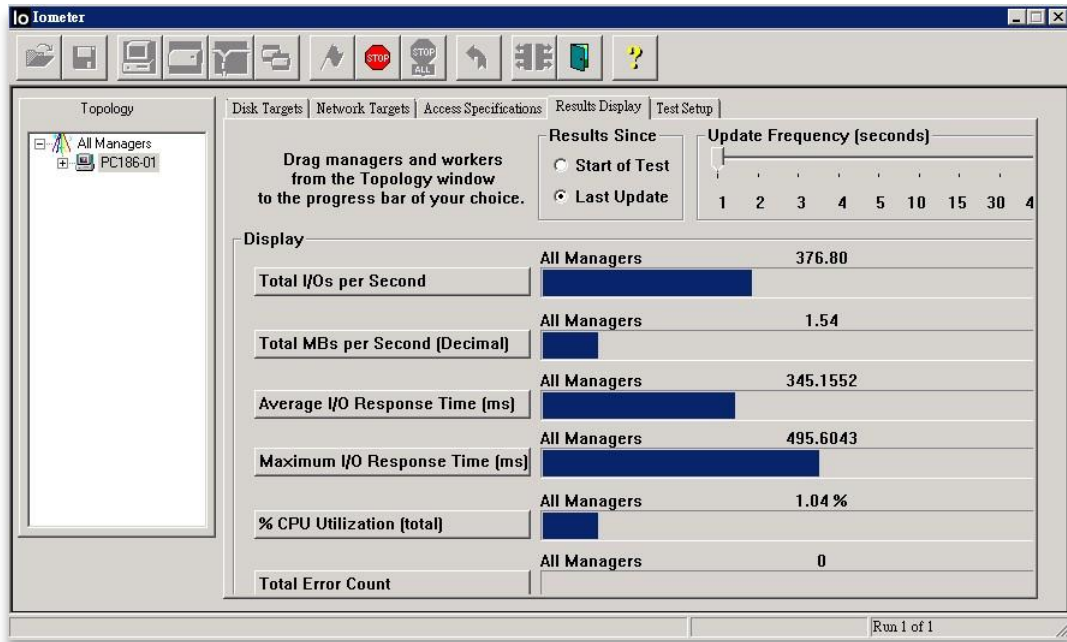 Io Iometer
STOP
STOP ALL
?
Topology
All Managers
PC186-01
Disk Targets
Network Targets
Access Specifications
Results Display
Test Setup
Drag managers and workers
from the Topology window
to the progress bar of your choice.
Results Since
Start of Test
Last Update
Update Frequency (seconds)
1 2 3 4 5 10 15 30 4
Display
All Managers 376.80
Total I/Os per Second
All Managers 1.54
Total MBs per Second (Decimal)
All Managers 345.1552
Average I/O Response Time (ms)
All Managers 495.6043
Maximum I/O Response Time (ms)
All Managers 1.04 %
% CPU Utilization (total)
All Managers 0
Total Error Count
Run 1 of 1